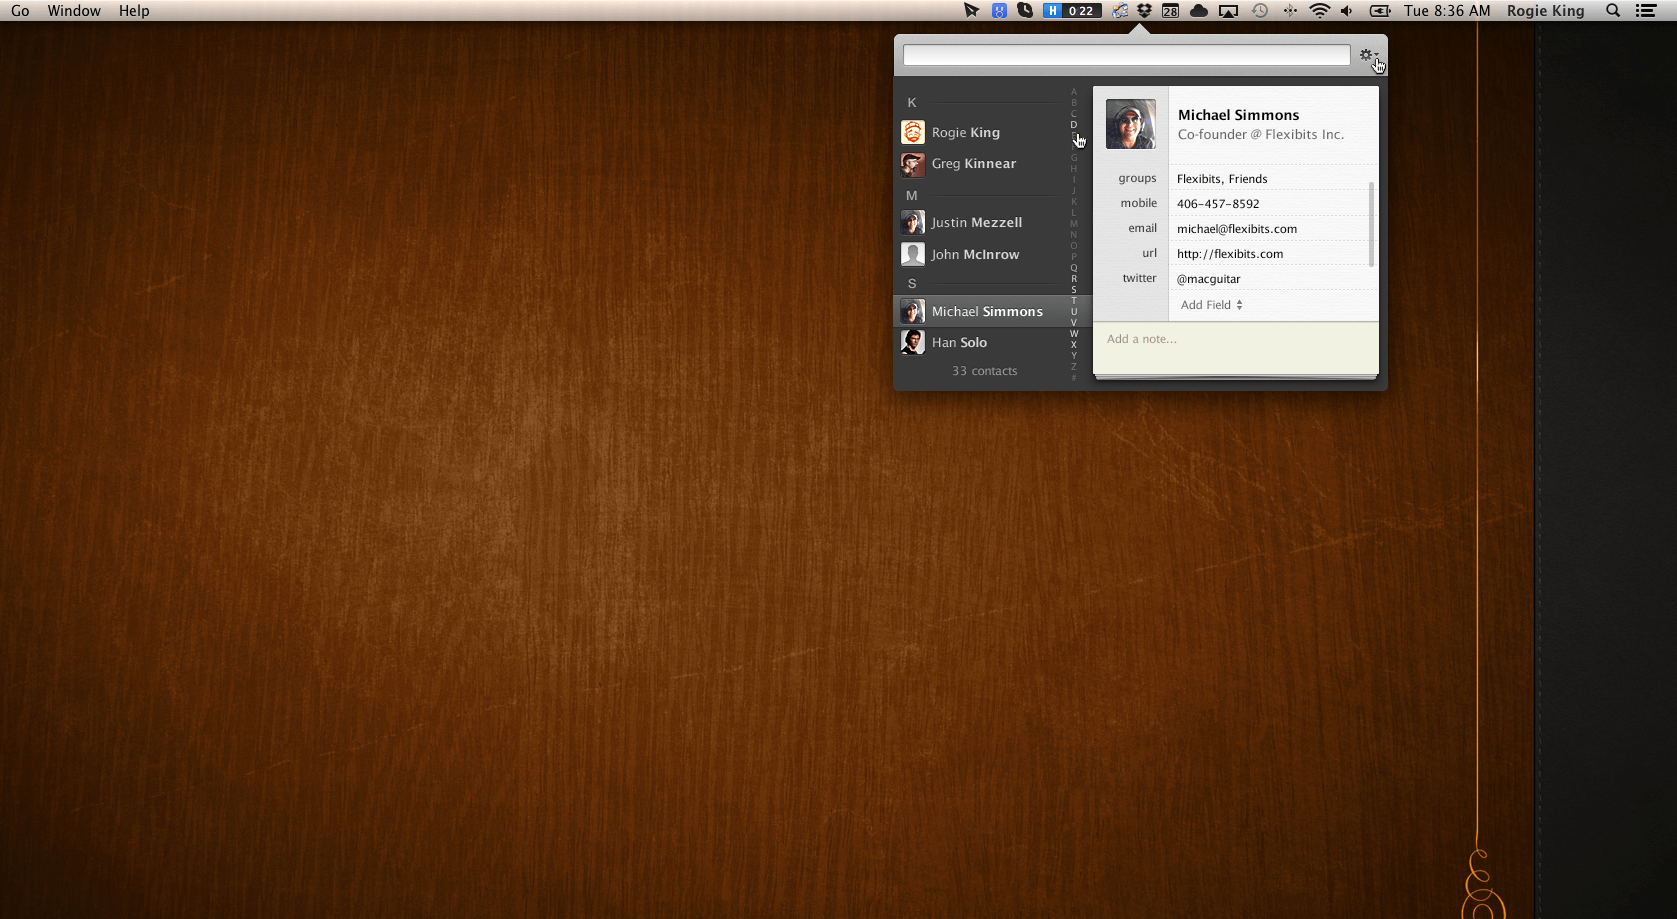 Go Window Help
H 0 22
28
Tue 8:36 AM Rogie King
K
Rogie King
Greg Kinnear
M
Justin Mezzell
John McInrow
S
Michael Simmons
Han Solo
33 contacts
A
B
C
D
G
H
I
J
K
L
M
N
O
P
Q
R
S
T
U
V
W
X
Y
Z
#
Michael Simmons
Co-founder @ Flexibits Inc.
groups Flexibits, Friends
mobile 406-457-8592
email michael@flexibits.com
url http://flexibits.com
twitter @macguitar
Add Field
Add a note...